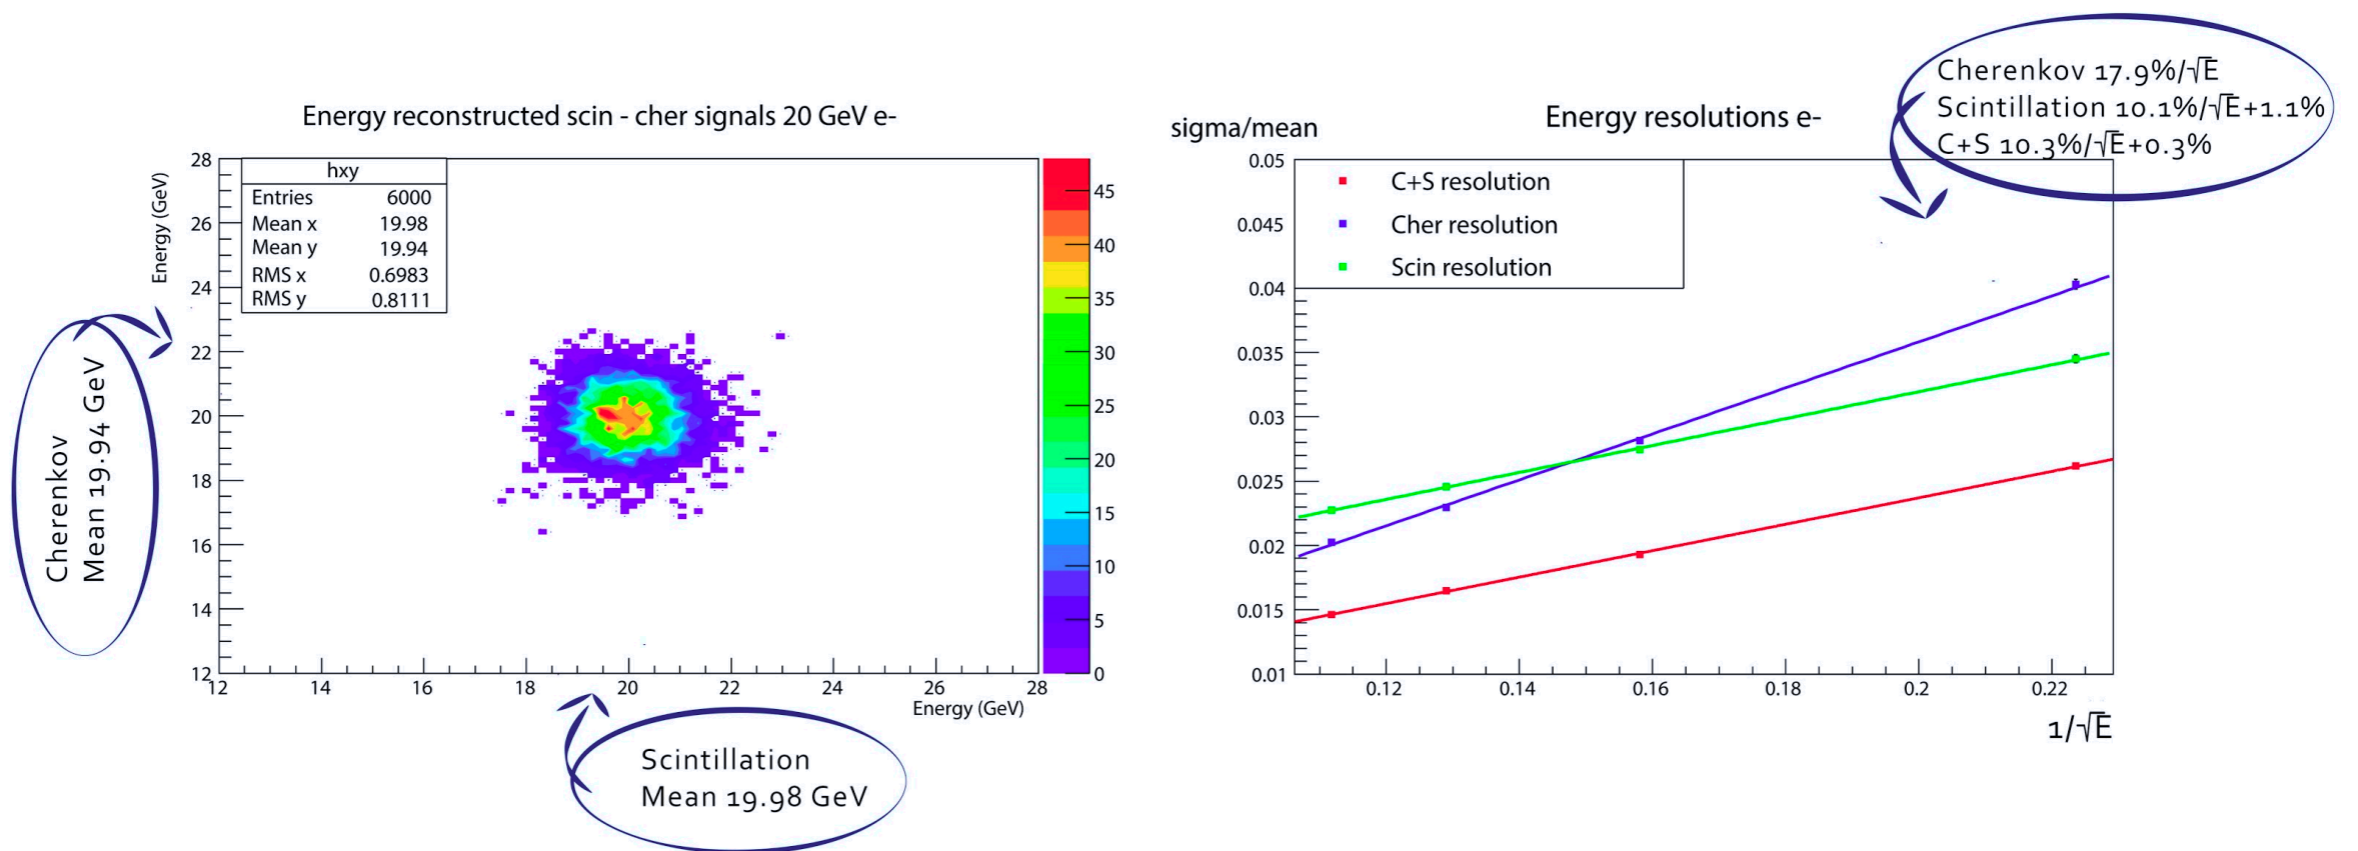 Energy reconstructed scin - cher signals 20 GeV e-
Energy (GeV)
hxy
Entries 6000
Mean x 19.98
Mean y 19.94
RMS x 0.6983
RMS y 0.8111
28
26
24
22
20
18
16
14
12
12 14 16 18 20 22 24 26 28
Energy (GeV)
45
40
35
30
25
20
15
10
5
0
Cherenkov
Mean 19.94 GeV
Scintillation
Mean 19.98 GeV
Cherenkov 17.9%/√E
Scintillation 10.1%/√E+1.1%
C+S 10.3%/√E+0.3%
Energy resolutions e-
sigma/mean
C+S resolution
Cher resolution
Scin resolution
0.05
0.045
0.04
0.035
0.03
0.025
0.02
0.015
0.01
0.12 0.14 0.16 0.18 0.2 0.22
1/√E